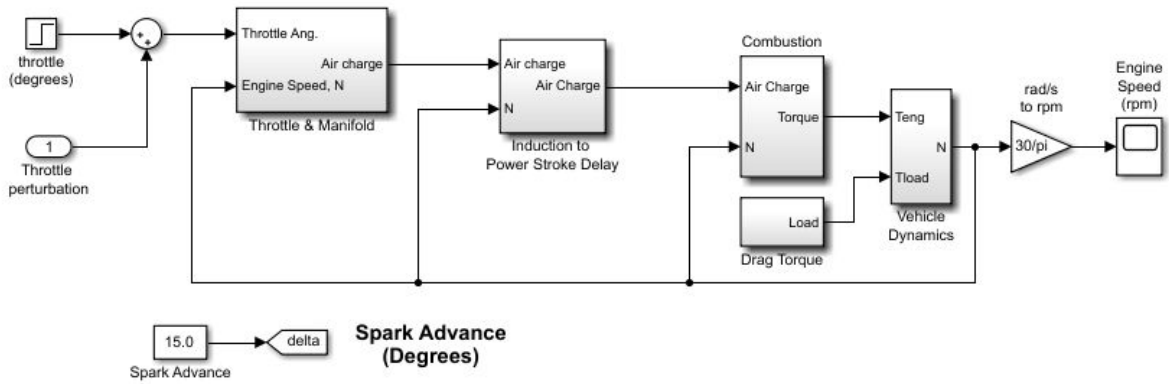 throttle
(degrees)
+
+
1
Throttle
perturbation
Throttle Ang.
Air charge
Engine Speed, N
Throttle & Manifold
Air charge
Air Charge
N
Induction to
Power Stroke Delay
Combustion
Air Charge
Torque
N
Load
Drag Torque
Teng
N
Tload
Vehicle
Dynamics
rad/s
to rpm
30/pi
Engine
Speed
(rpm)
15.0
Spark Advance
delta
Spark Advance
(Degrees)